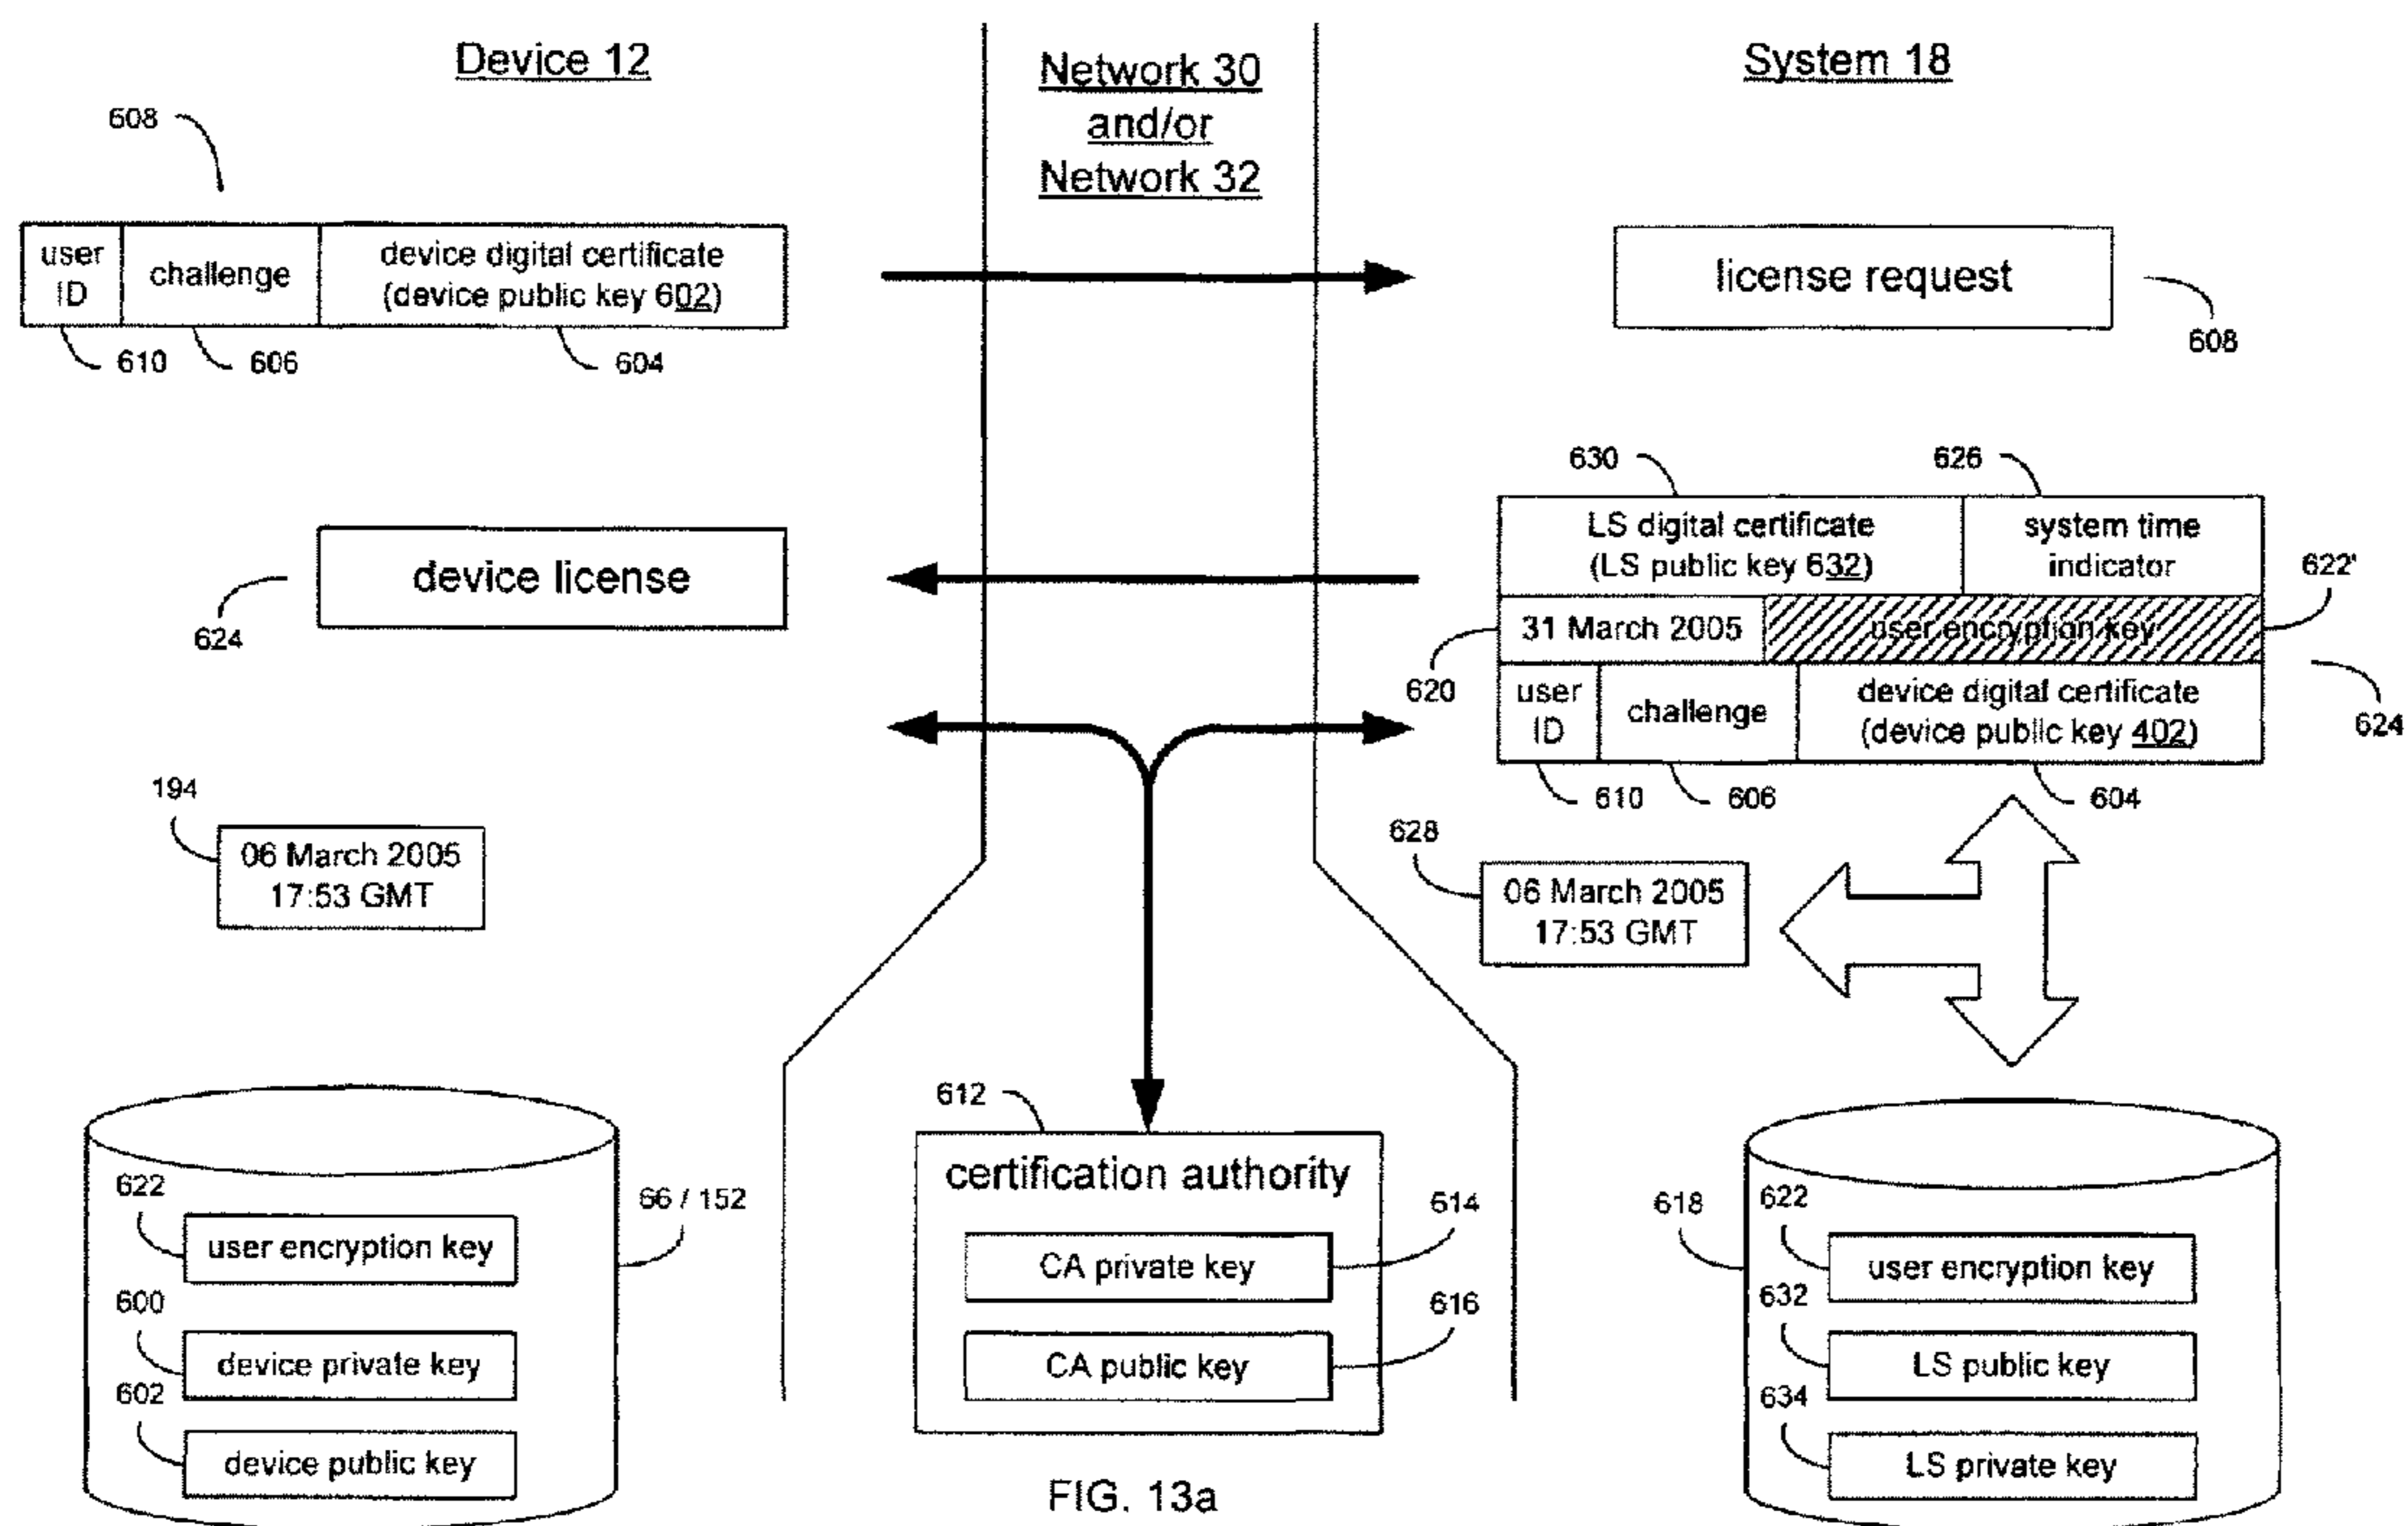 Device 12
Network 30
and/or
Network 32
System 18
608
user
ID
challenge
device digital certificate
(device public key 602)
610
606
604
license request
608
device license
624
630
626
LS digital certificate
(LS public key 632)
system time
indicator
622'
31 March 2005
user encryption key
620
user
ID
challenge
device digital certificate
(device public key 402)
624
610
606
604
194
06 March 2005
17:53 GMT
628
06 March 2005
17:53 GMT
622
user encryption key
66 / 152
600
device private key
602
device public key
612
certification authority
614
CA private key
616
CA public key
618
622
user encryption key
632
LS public key
634
LS private key
FIG. 13a